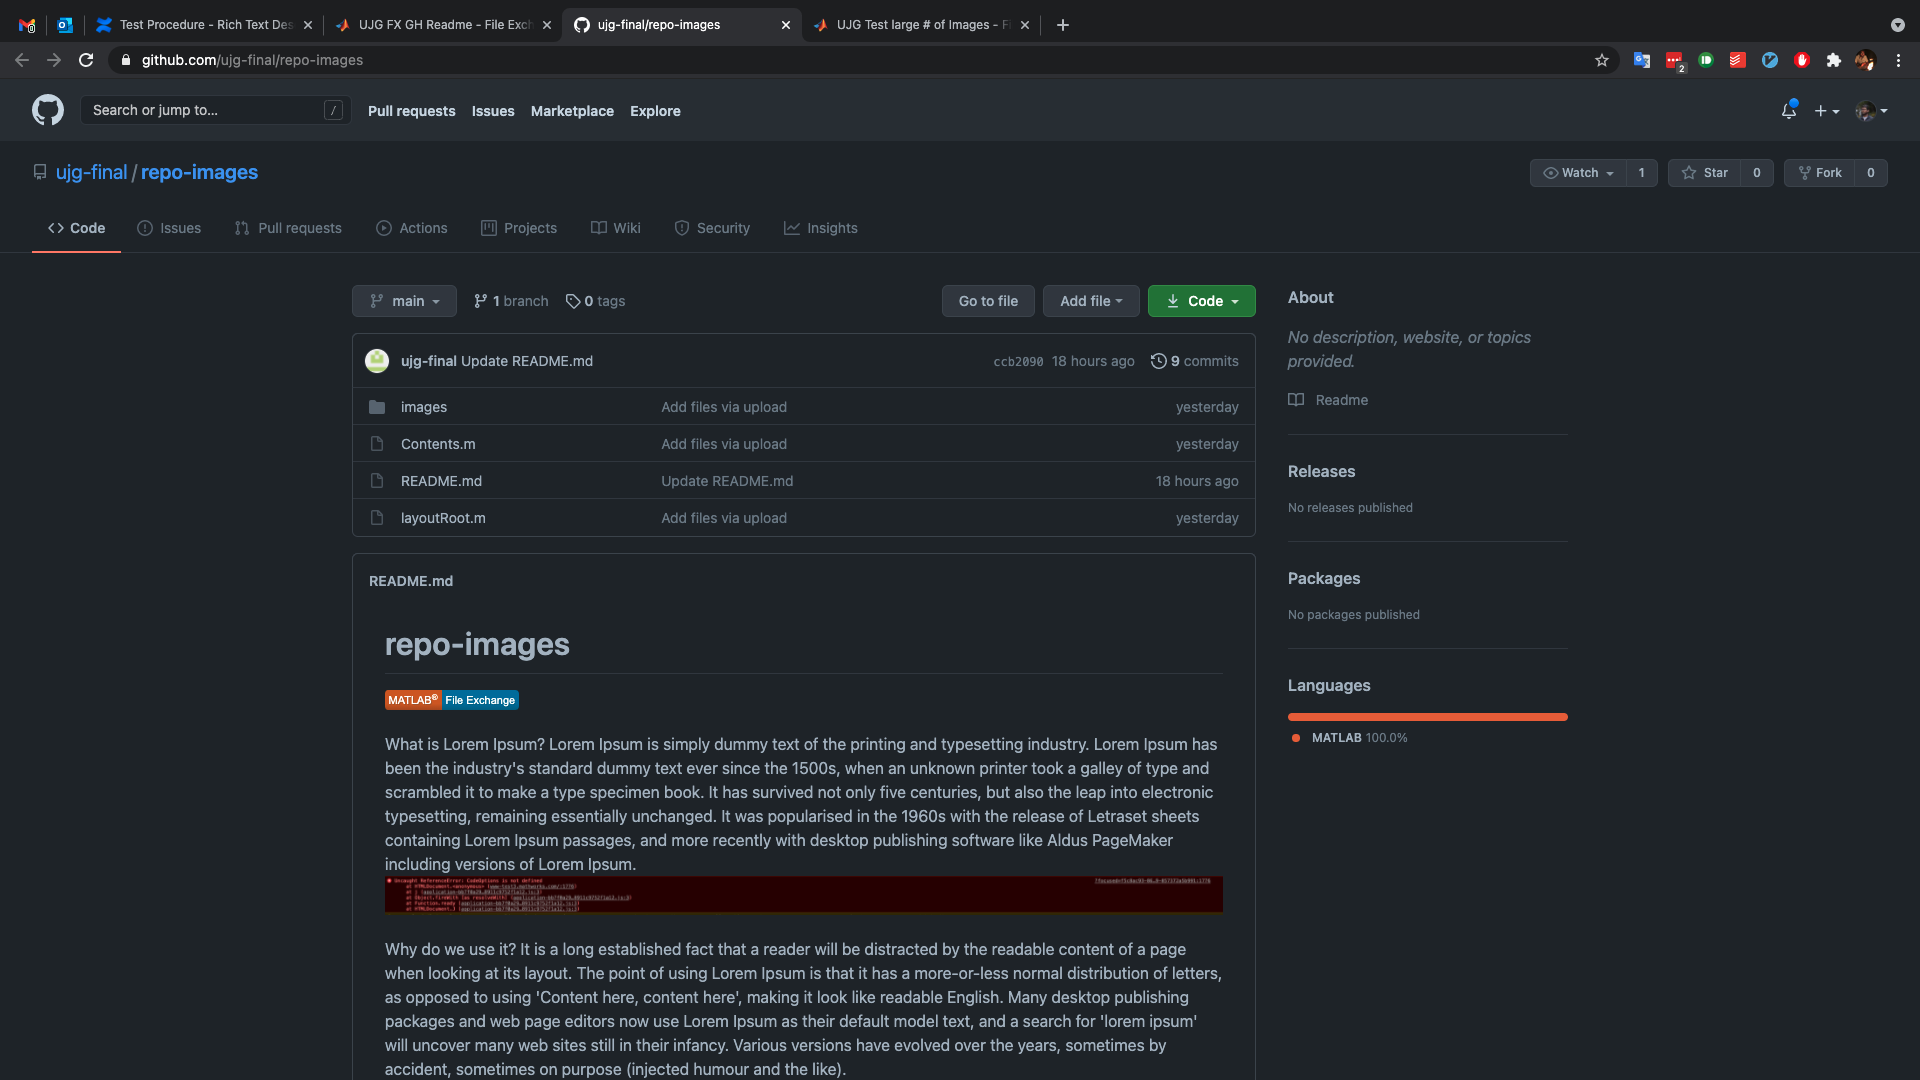 Test Procedure - Rich Text Des
UJG FX GH Readme - File Exch
ujg-final/repo-images
UJG Test large # of Images - Fi
github.com/ujg-final/repo-images
2
Search or jump to...
/
Pull requests
Issues
Marketplace
Explore
ujg-final / repo-images
Watch 1
Star 0
Fork 0
Code
Issues
Pull requests
Actions
Projects
Wiki
Security
Insights
main
1 branch
0 tags
Go to file
Add file
Code
ujg-final Update README.md
ccb2090 18 hours ago
9 commits
images Add files via upload yesterday
Contents.m Add files via upload yesterday
README.md Update README.md 18 hours ago
layoutRoot.m Add files via upload yesterday
README.md
repo-images
MATLAB® File Exchange
What is Lorem Ipsum? Lorem Ipsum is simply dummy text of the printing and typesetting industry. Lorem Ipsum has
been the industry's standard dummy text ever since the 1500s, when an unknown printer took a galley of type and
scrambled it to make a type specimen book. It has survived not only five centuries, but also the leap into electronic
typesetting, remaining essentially unchanged. It was popularised in the 1960s with the release of Letraset sheets
containing Lorem Ipsum passages, and more recently with desktop publishing software like Aldus PageMaker
including versions of Lorem Ipsum.
Uncaught ReferenceError: CodeOptions is not defined
at HTMLDocument.<anonymous>
at Function.ready
at HTMLDocument.J
Why do we use it? It is a long established fact that a reader will be distracted by the readable content of a page
when looking at its layout. The point of using Lorem Ipsum is that it has a more-or-less normal distribution of letters,
as opposed to using 'Content here, content here', making it look like readable English. Many desktop publishing
packages and web page editors now use Lorem Ipsum as their default model text, and a search for 'lorem ipsum'
will uncover many web sites still in their infancy. Various versions have evolved over the years, sometimes by
accident, sometimes on purpose (injected humour and the like).
About
No description, website, or topics
provided.
Readme
Releases
No releases published
Packages
No packages published
Languages
MATLAB 100.0%